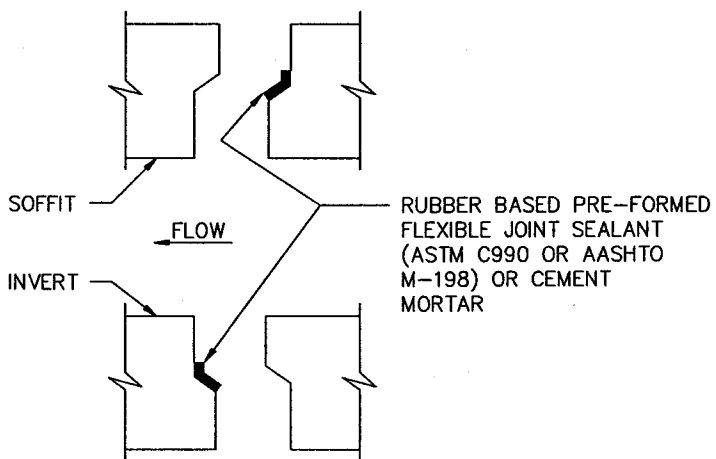 SOFFIT
FLOW
INVERT
RUBBER BASED PRE-FORMED
FLEXIBLE JOINT SEALANT
(ASTM C990 OR AASHTO
M-198) OR CEMENT
MORTAR